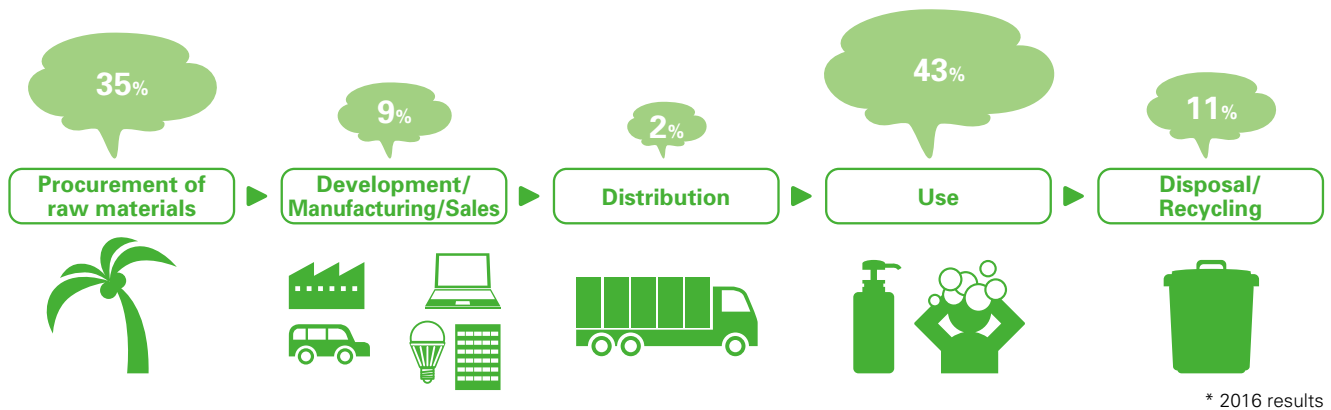 35%
9%
2%
43%
11%
Procurement of
raw materials
Development/
Manufacturing/Sales
Distribution
Use
Disposal/
Recycling
* 2016 results